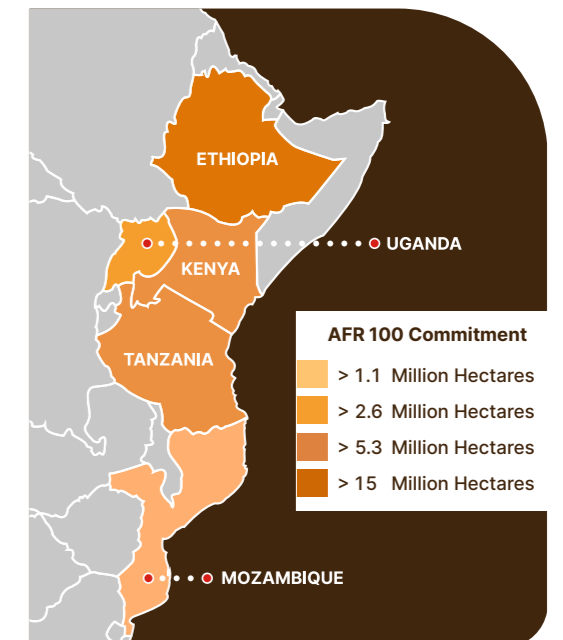 ETHIOPIA
UGANDA
KENYA
AFR 100 Commitment
TANZANIA
> 1.1 Million Hectares
> 2.6 Million Hectares
> 5.3 Million Hectares
> 15 Million Hectares
MOZAMBIQUE